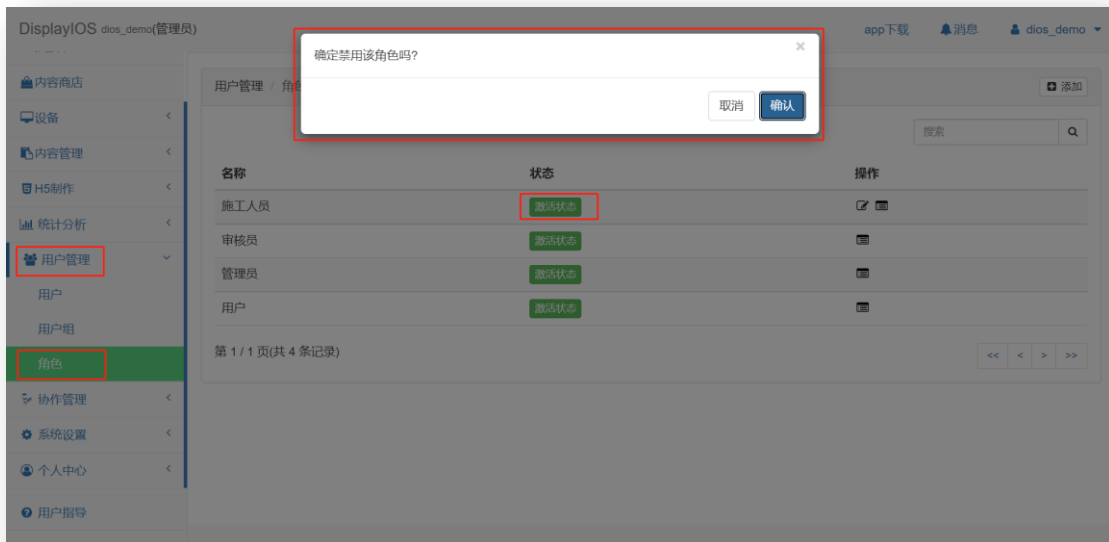 DisplayIOS dios_demo(管理员)
app下载 消息 dios_demo
确定禁用该角色吗? ×
取消 确认
内容商店
设备
内容管理
H5制作
统计分析
用户管理
用户
用户组
角色
协作管理
系统设置
个人中心
用户指导
用户管理 / 角色
添加
搜索
名称 状态 操作
施工人员 激活状态
审核员 激活状态
管理员 激活状态
用户 激活状态
第 1 / 1 页(共 4 条记录)
<< < > >>